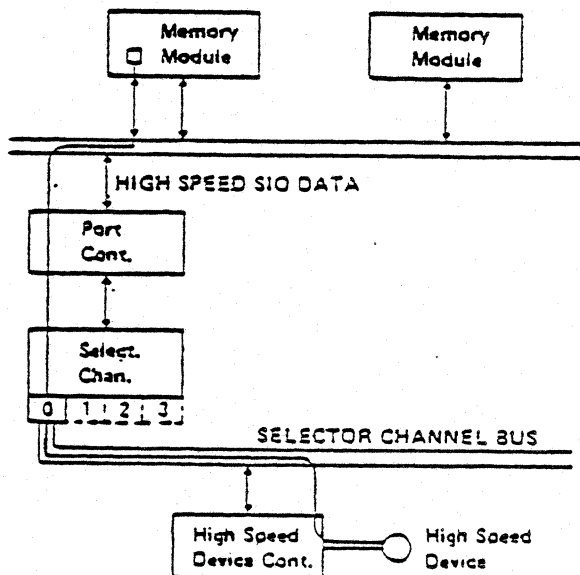 Memory
Module
Memory
Module
HIGH SPEED SIO DATA
Port
Cont.
Select.
Chan.
0 1 2 3
SELECTOR CHANNEL BUS
High Speed
Device Cont.
High Speed
Device